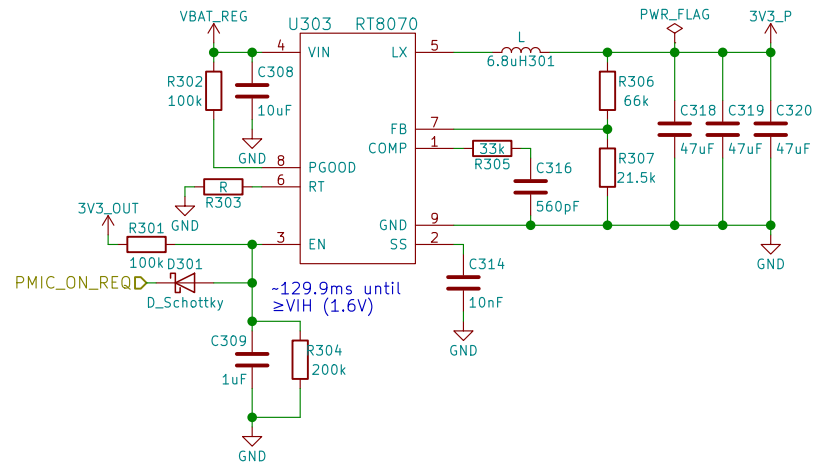 VBAT_REG
U303 RT8070
PWR_FLAG
3V3_P
4 VIN
LX 5
L
6.8uH301
R302
100k
C308
10uF
GND
R306
66k
C318
47uF
C319
47uF
C320
47uF
FB 7
COMP 1
33k
R305
C316
560pF
R307
21.5k
8 PGOOD
6 RT
R
R303
GND
3V3_OUT
R301
100k
GND 9
3 EN
SS 2
GND
D301
PMIC_ON_REQ
D_Schottky
~129.9ms until
≥VIH (1.6V)
C314
10nF
GND
C309
1uF
R304
200k
GND